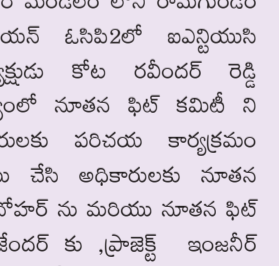 మండలం లోని రామగుండం
యన్ ఓసిపి2లో ఐఎన్టియుసి
్యక్షుడు కోట రవీందర్ రెడ్డి
్యంలో నూతన ఫిట్ కమిటీ ని
ారులకు పరిచయ కార్యక్రమం
ు చేసి అధికారులకు నూతన
నోహర్ ను మరియు నూతన ఫిట్
జేందర్ కు ,ప్రాజెక్ట్ ఇంజనీర్